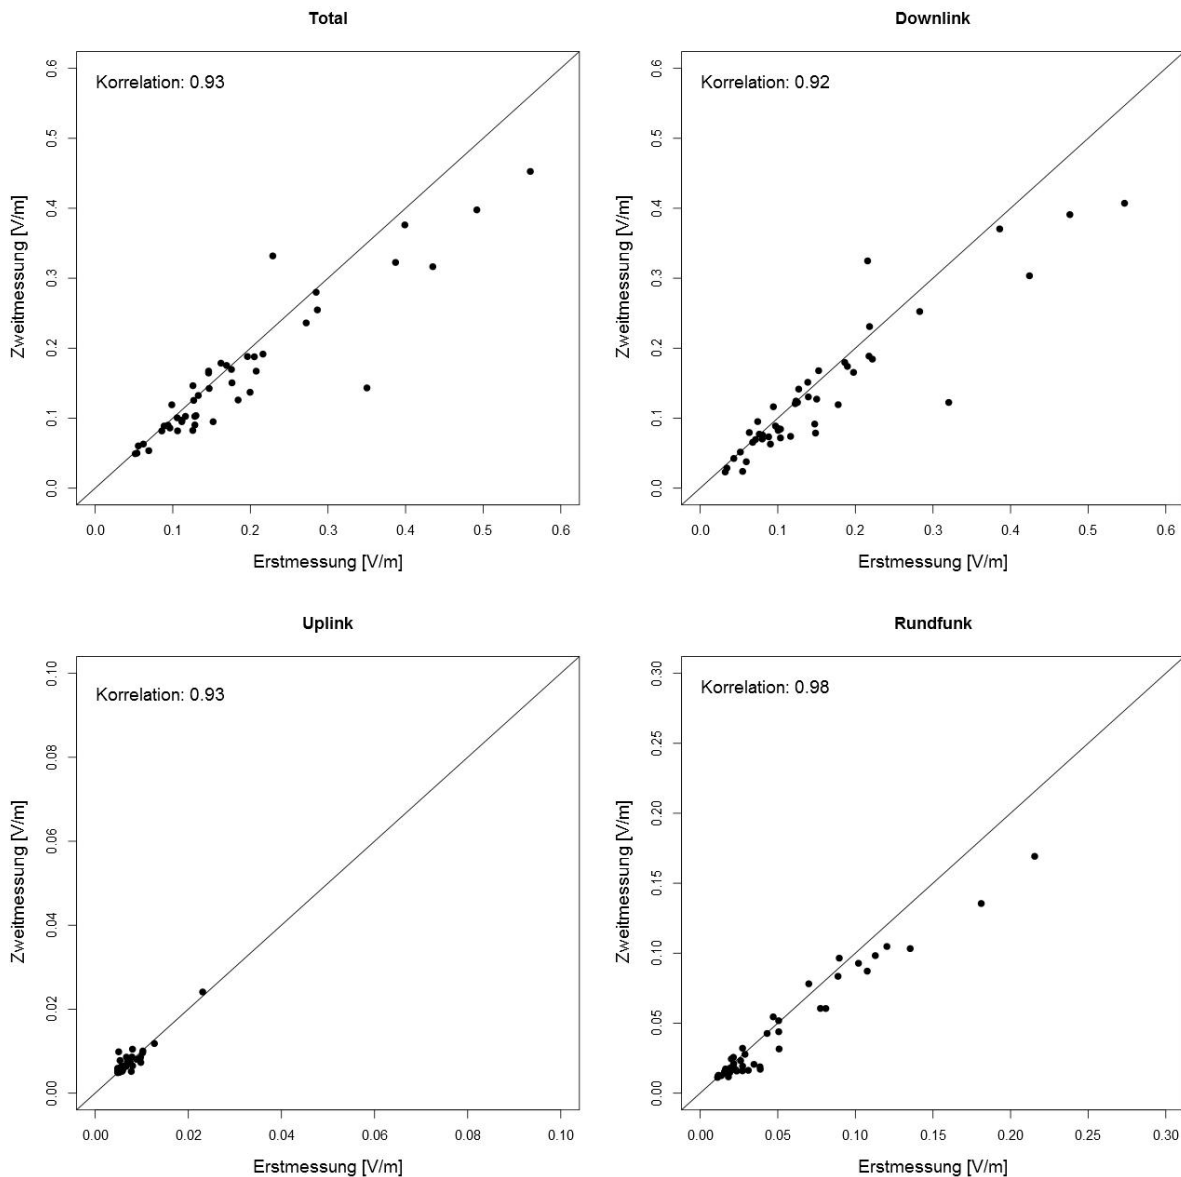 Total
Korrelation: 0.93
Zweitmessung [V/m]
0.0 0.1 0.2 0.3 0.4 0.5 0.6
0.0 0.1 0.2 0.3 0.4 0.5 0.6
Erstmessung [V/m]
Downlink
Korrelation: 0.92
Zweitmessung [V/m]
0.0 0.1 0.2 0.3 0.4 0.5 0.6
0.0 0.1 0.2 0.3 0.4 0.5 0.6
Erstmessung [V/m]
Uplink
Korrelation: 0.93
Zweitmessung [V/m]
0.00 0.02 0.04 0.06 0.08 0.10
0.00 0.02 0.04 0.06 0.08 0.10
Erstmessung [V/m]
Rundfunk
Korrelation: 0.98
Zweitmessung [V/m]
0.00 0.05 0.10 0.15 0.20 0.25 0.30
0.00 0.05 0.10 0.15 0.20 0.25 0.30
Erstmessung [V/m]